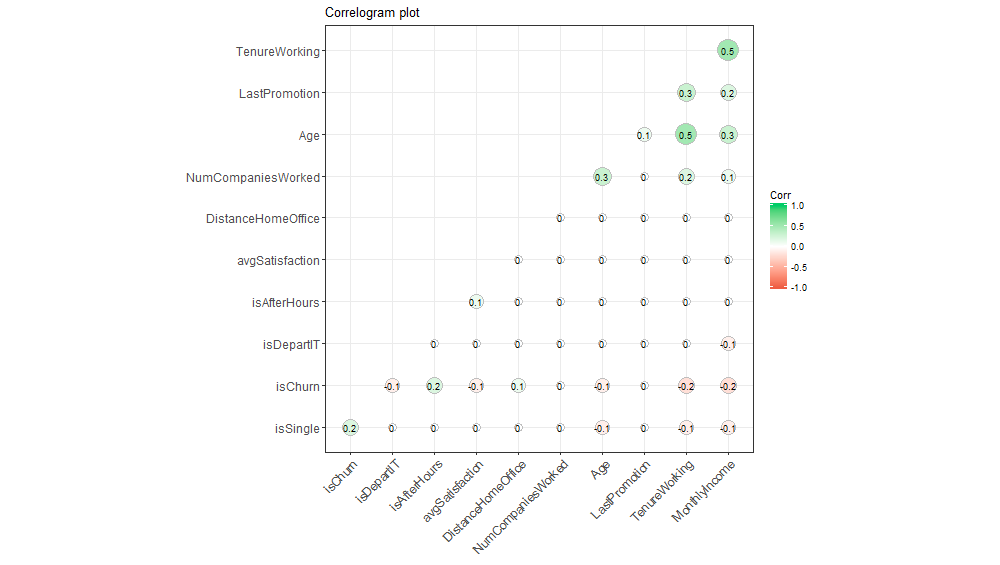 Correlogram plot
TenureWorking 0.5
LastPromotion 0.3 0.2
Age 0.1 0.5 0.3
NumCompaniesWorked 0.3 0 0.2 0.1
DistanceHomeOffice 0 0 0 0 0
avgSatisfaction 0 0 0 0 0 0
isAfterHours 0.1 0 0 0 0 0 0
isDepartIT 0 0 0 0 0 0 0 -0.1
isChurn -0.1 0.2 -0.1 0.1 0 -0.1 0 -0.2 -0.2
isSingle 0.2 0 0 0 0 0 -0.1 0 -0.1 -0.1
isChurn
isDepartIT
isAfterHours
avgSatisfaction
DistanceHomeOffice
NumCompaniesWorked
Age
LastPromotion
TenureWorking
MonthlyIncome
Corr
1.0
0.5
0.0
-0.5
-1.0